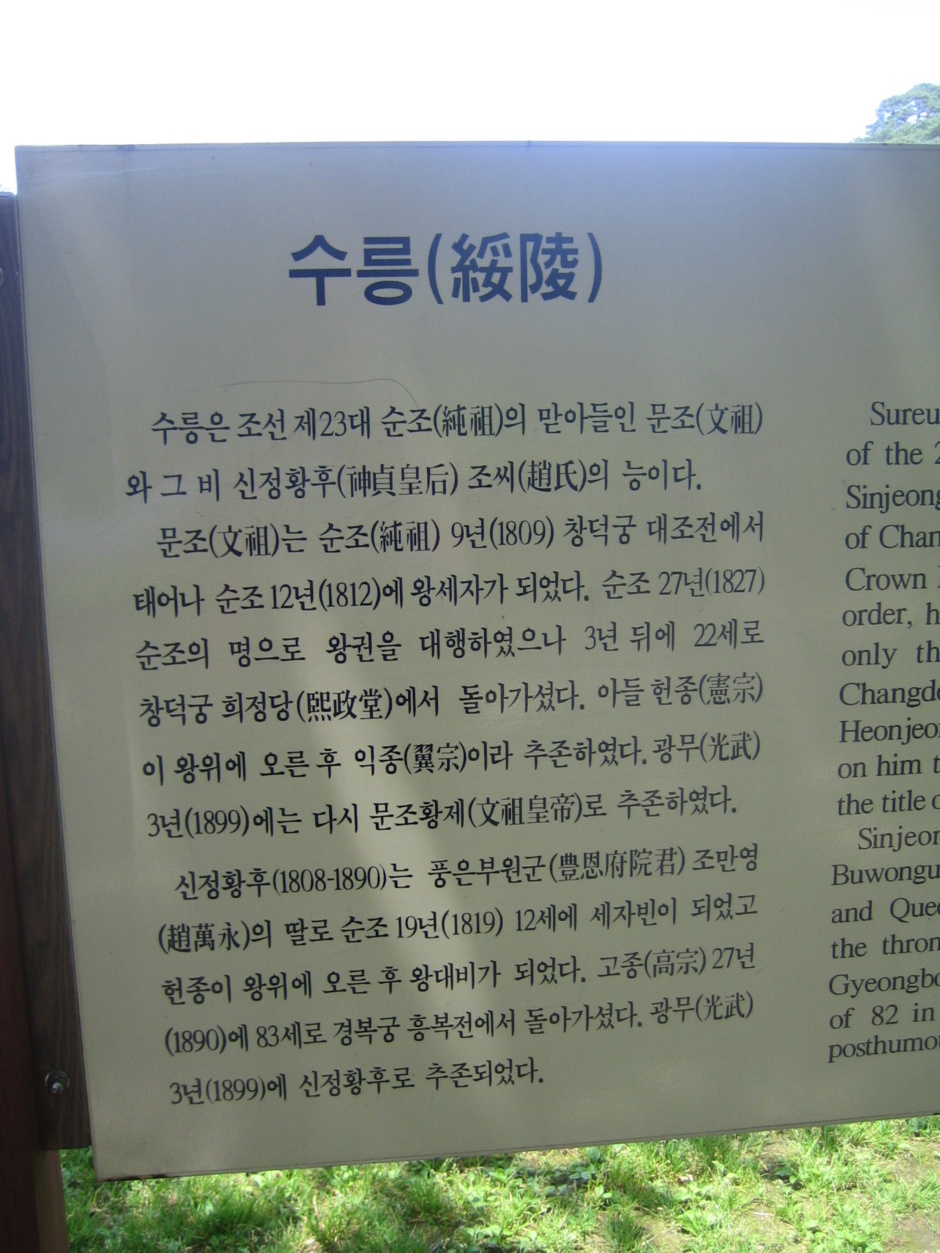 수릉(綏陵)
수릉은 조선 제23대 순조(純祖)의 맏아들인 문조(文祖)
와 그 비 신정황후(神貞皇后) 조씨(趙氏)의 능이다.
문조(文祖)는 순조(純祖) 9년(1809) 창덕궁 대조전에서
태어나 순조 12년(1812)에 왕세자가 되었다. 순조 27년(1827)
순조의 명으로 왕권을 대행하였으나 3년 뒤에 22세로
창덕궁 희정당(熙政堂)에서 돌아가셨다. 아들 헌종(憲宗)
이 왕위에 오른 후 익종(翼宗)이라 추존하였다. 광무(光武)
3년(1899)에는 다시 문조황제(文祖皇帝)로 추존하였다.
신정황후(1808-1890)는 풍은부원군(豊恩府院君) 조만영
(趙萬永)의 딸로 순조 19년(1819) 12세에 세자빈이 되었고
헌종이 왕위에 오른 후 왕대비가 되었다. 고종(高宗) 27년
(1890)에 83세로 경복궁 흥복전에서 돌아가셨다. 광무(光武)
3년(1899)에 신정황후로 추존되었다.
Sureu
of the 2
Sinjeong
of Chan
Crown
order, h
only th
Changde
Heonjeo
on him t
the title o
Sinjeon
Buwongu
and Quee
the thron
Gyeongbo
of 82 in
posthumou